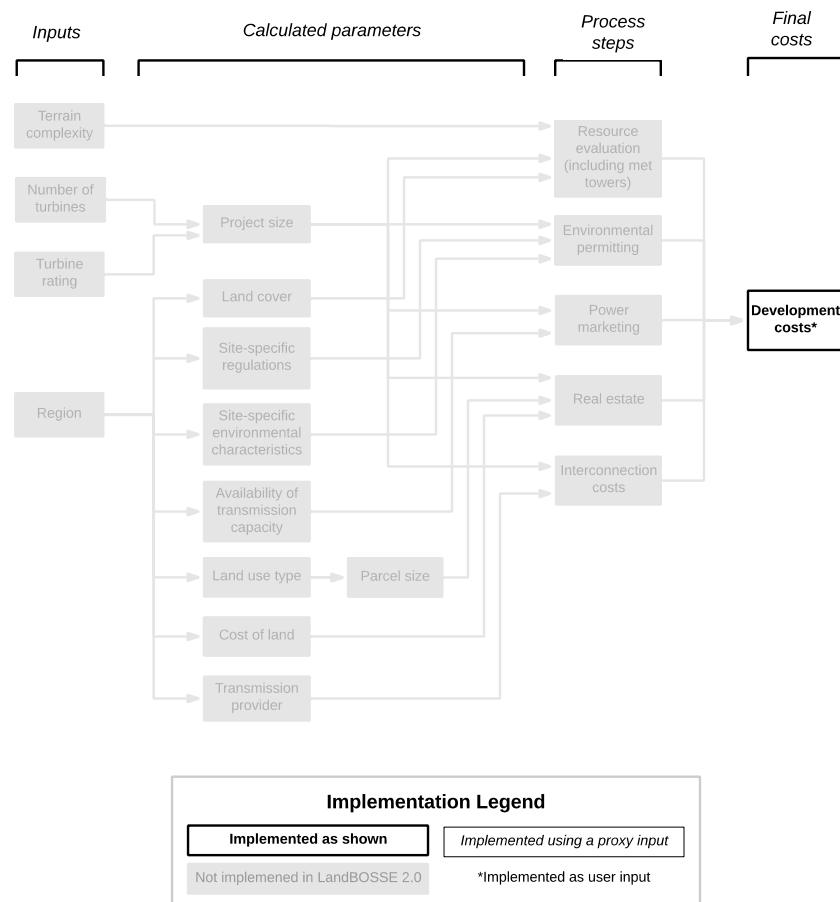 Inputs
Calculated parameters
Process
steps
Final
costs
Terrain
complexity
Number of
turbines
Turbine
rating
Region
Project size
Land cover
Site-specific
regulations
Site-specific
environmental
characteristics
Availability of
transmission
capacity
Land use type
Parcel size
Cost of land
Transmission
provider
Resource
evaluation
(including met
towers)
Environmental
permitting
Power
marketing
Real estate
Interconnection
costs
Development
costs*
Implementation Legend
Implemented as shown
Implemented using a proxy input
Not implemened in LandBOSSE 2.0
*Implemented as user input